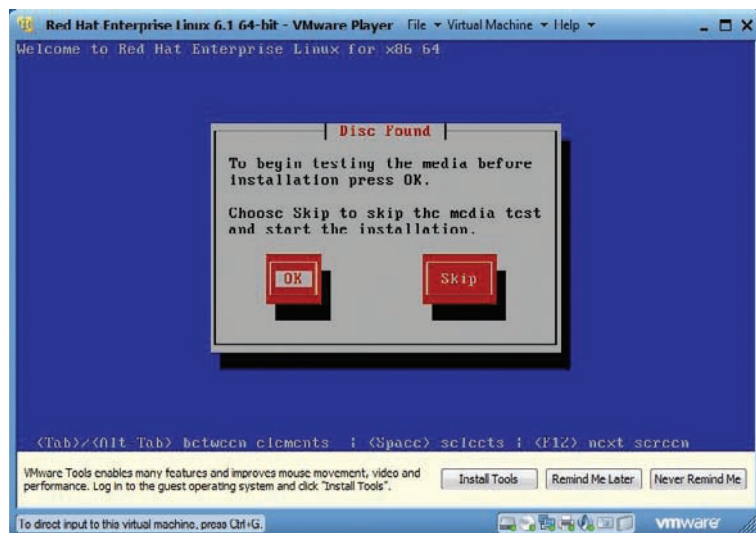 Red Hat Enterprise Linux 6.1 64-bit - VMware Player File Virtual Machine Help
Welcome to Red Hat Enterprise Linux for x86_64
Disc Found
To begin testing the media before
installation press OK.
Choose Skip to skip the media test
and start the installation.
OK Skip
<Tab>/<Alt-Tab> between elements | <Space> selects | <F12> next screen
VMware Tools enables many features and improves mouse movement, video and
performance. Log in to the guest operating system and click "Install Tools".
Install Tools Remind Me Later Never Remind Me
To direct input to this virtual machine, press Ctrl+G.
vmware